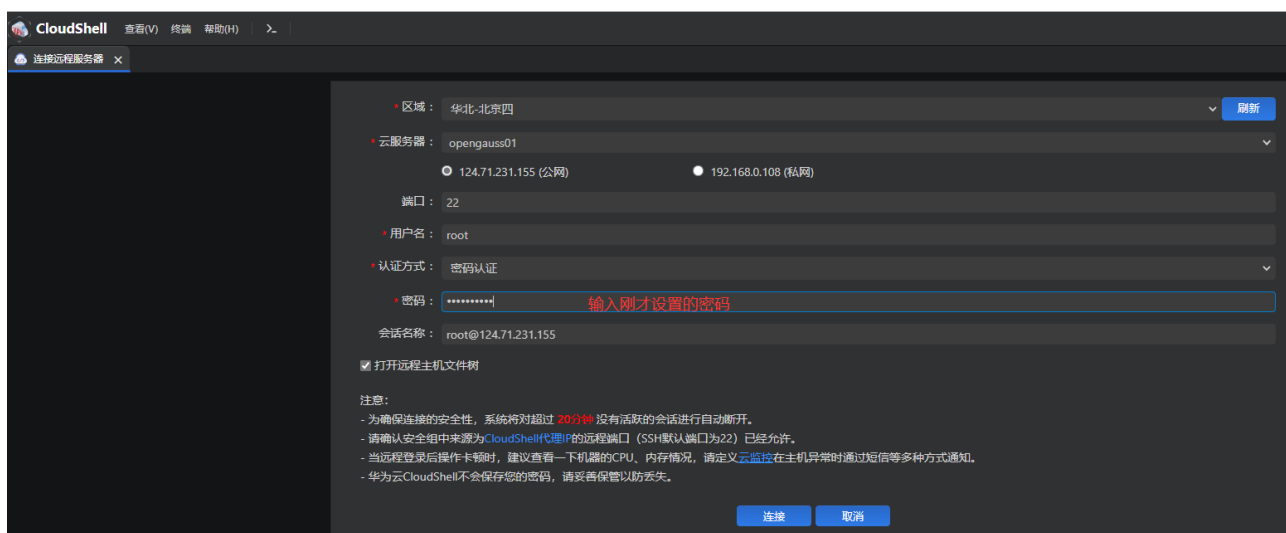 CloudShell 查看(V) 终端 帮助(H)
连接远程服务器
* 区域： 华北-北京四 刷新
* 云服务器： opengauss01
124.71.231.155 (公网) 192.168.0.108 (私网)
端口： 22
* 用户名： root
* 认证方式： 密码认证
* 密码： •••••••••• 输入刚才设置的密码
会话名称： root@124.71.231.155
打开远程主机文件树
注意：
- 为确保连接的安全性，系统将对超过 20分钟 没有活跃的会话进行自动断开。
- 请确认安全组中来源为CloudShell代理IP的远程端口（SSH默认端口为22）已经允许。
- 当远程登录后操作卡顿时，建议查看一下机器的CPU、内存情况，请定义云监控在主机异常时通过短信等多种方式通知。
- 华为云CloudShell不会保存您的密码，请妥善保管以防丢失。
连接 取消